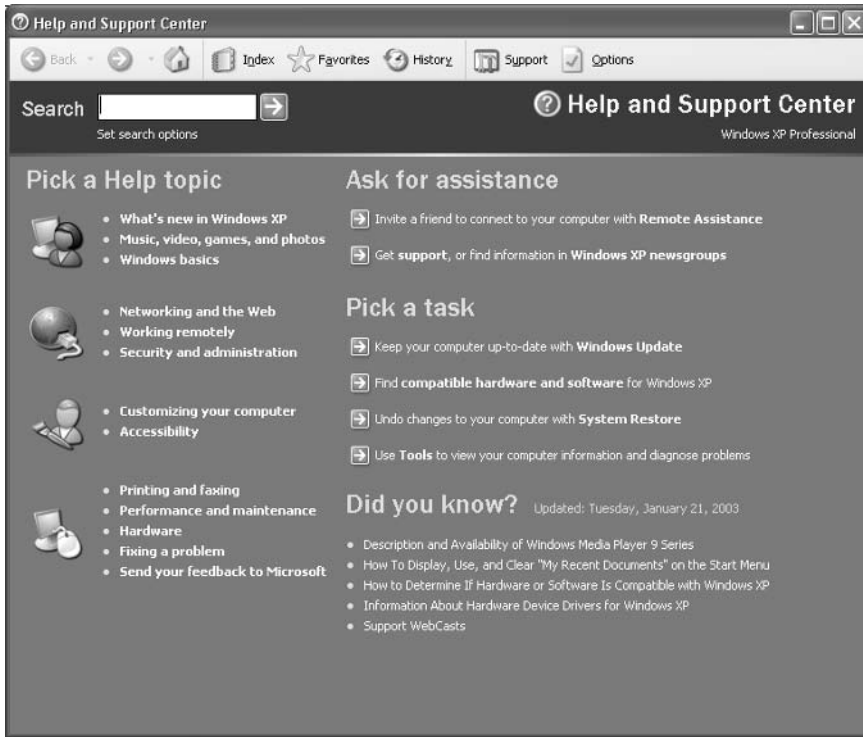 Help and Support Center
Back
Index
Favorites
History
Support
Options
Search
Set search options
Help and Support Center
Windows XP Professional
Pick a Help topic
What's new in Windows XP
Music, video, games, and photos
Windows basics
Networking and the Web
Working remotely
Security and administration
Customizing your computer
Accessibility
Printing and faxing
Performance and maintenance
Hardware
Fixing a problem
Send your feedback to Microsoft
Ask for assistance
Invite a friend to connect to your computer with Remote Assistance
Get support, or find information in Windows XP newsgroups
Pick a task
Keep your computer up-to-date with Windows Update
Find compatible hardware and software for Windows XP
Undo changes to your computer with System Restore
Use Tools to view your computer information and diagnose problems
Did you know? Updated: Tuesday, January 21, 2003
Description and Availability of Windows Media Player 9 Series
How To Display, Use, and Clear "My Recent Documents" on the Start Menu
How to Determine If Hardware or Software Is Compatible with Windows XP
Information About Hardware Device Drivers for Windows XP
Support WebCasts